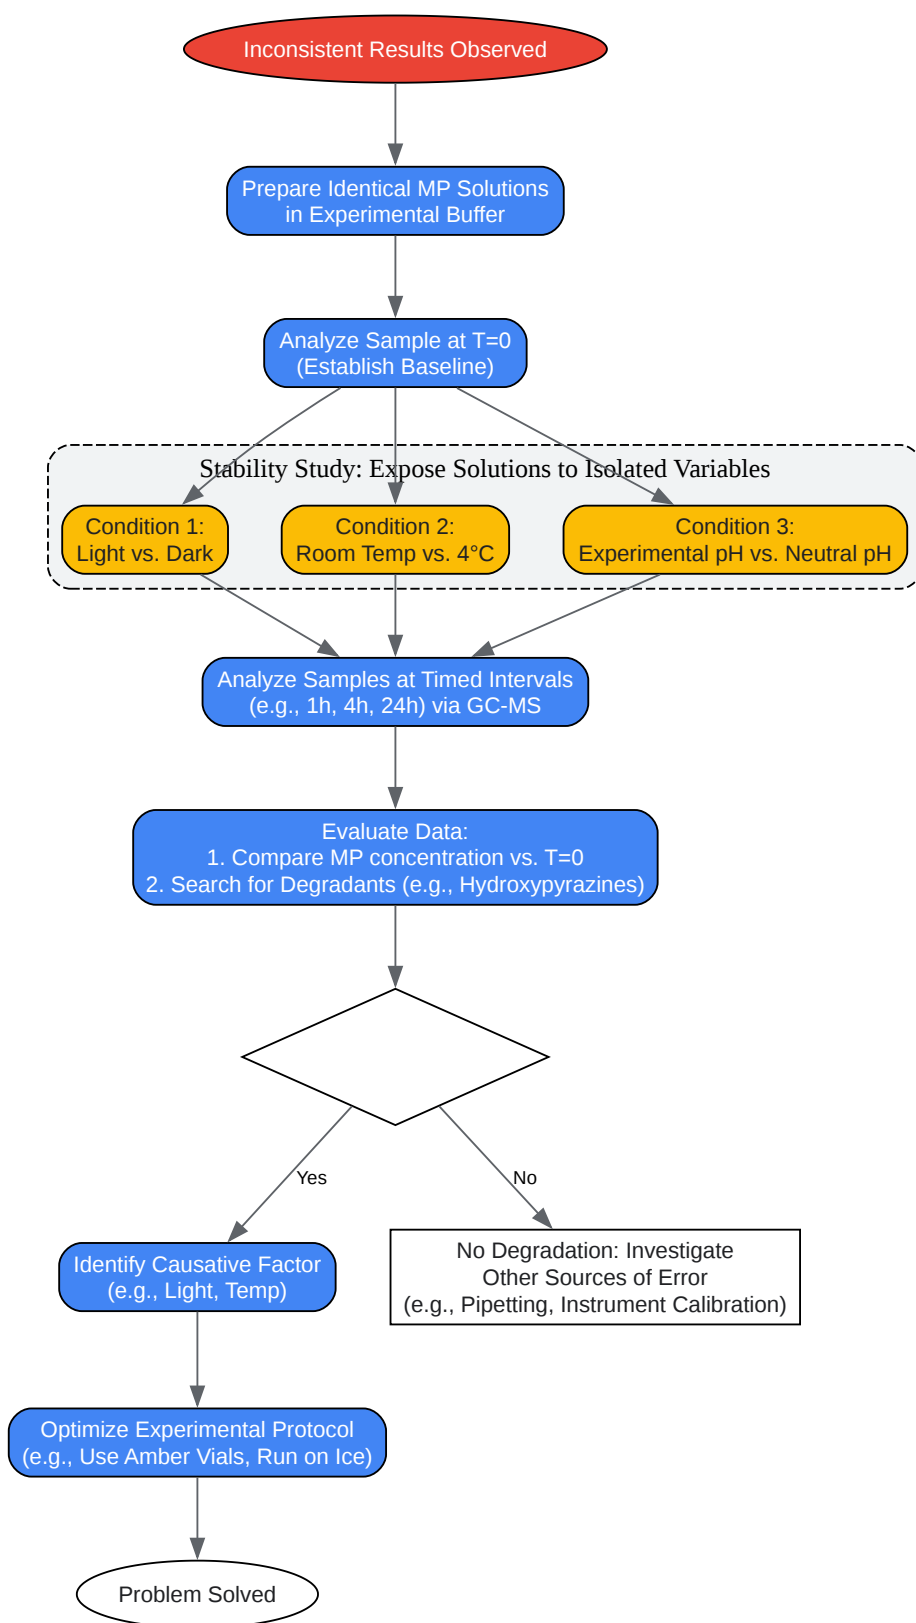 Inconsistent Results Observed
Prepare Identical MP Solutions
in Experimental Buffer
Analyze Sample at T=0
(Establish Baseline)
Stability Study: Expose Solutions to Isolated Variables
Condition 1:
Light vs. Dark
Condition 2:
Room Temp vs. 4°C
Condition 3:
Experimental pH vs. Neutral pH
Analyze Samples at Timed Intervals
(e.g., 1h, 4h, 24h) via GC-MS
Evaluate Data:
1. Compare MP concentration vs. T=0
2. Search for Degradants (e.g., Hydroxypyrazines)
Yes
No
Identify Causative Factor
(e.g., Light, Temp)
No Degradation: Investigate
Other Sources of Error
(e.g., Pipetting, Instrument Calibration)
Optimize Experimental Protocol
(e.g., Use Amber Vials, Run on Ice)
Problem Solved